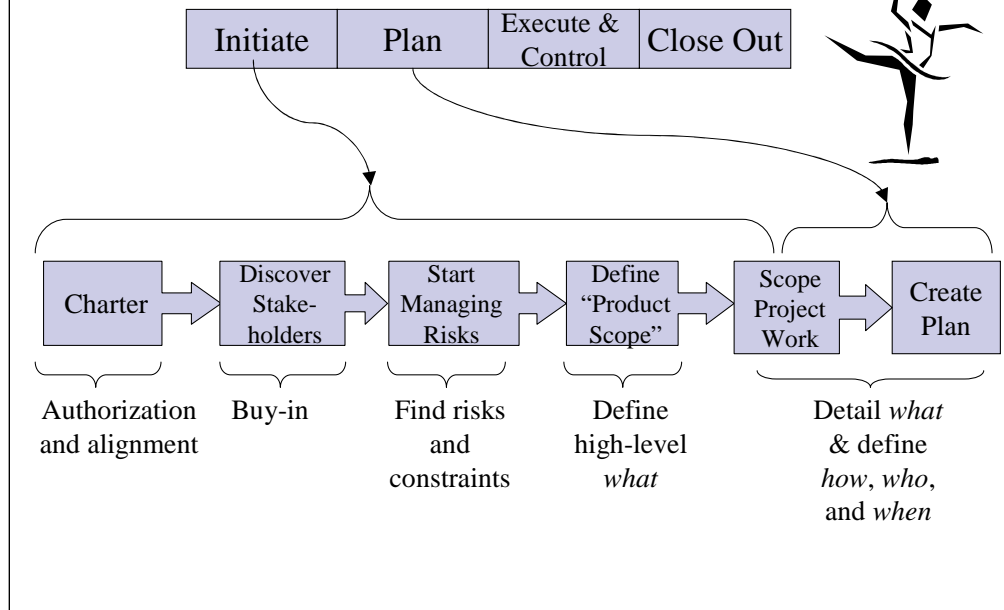 Initiate
Plan
Execute &
Control
Close Out
Charter
Discover
Stake-
holders
Start
Managing
Risks
Define
“Product
Scope”
Scope
Project
Work
Create
Plan
Authorization
and alignment
Buy-in
Find risks
and
constraints
Define
high-level
what
Detail what
& define
how, who,
and when